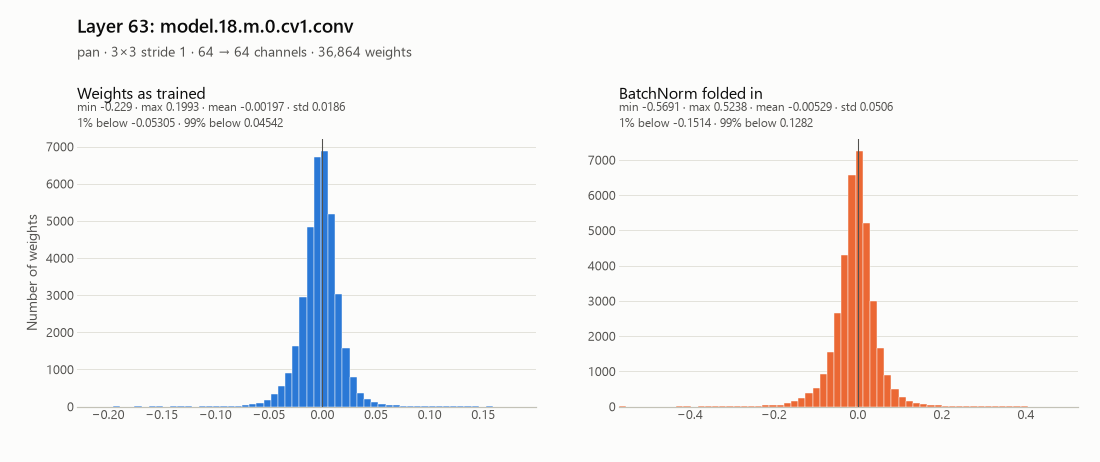 Layer 63: model.18.m.0.cv1.conv
pan · 3×3 stride 1 · 64 → 64 channels · 36,864 weights
Weights as trained
min -0.229 · max 0.1993 · mean -0.00197 · std 0.0186
1% below -0.05305 · 99% below 0.04542
Number of weights
7000
6000
5000
4000
3000
2000
1000
0
−0.20 −0.15 −0.10 −0.05 0.00 0.05 0.10 0.15
BatchNorm folded in
min -0.5691 · max 0.5238 · mean -0.00529 · std 0.0506
1% below -0.1514 · 99% below 0.1282
7000
6000
5000
4000
3000
2000
1000
0
−0.4 −0.2 0.0 0.2 0.4